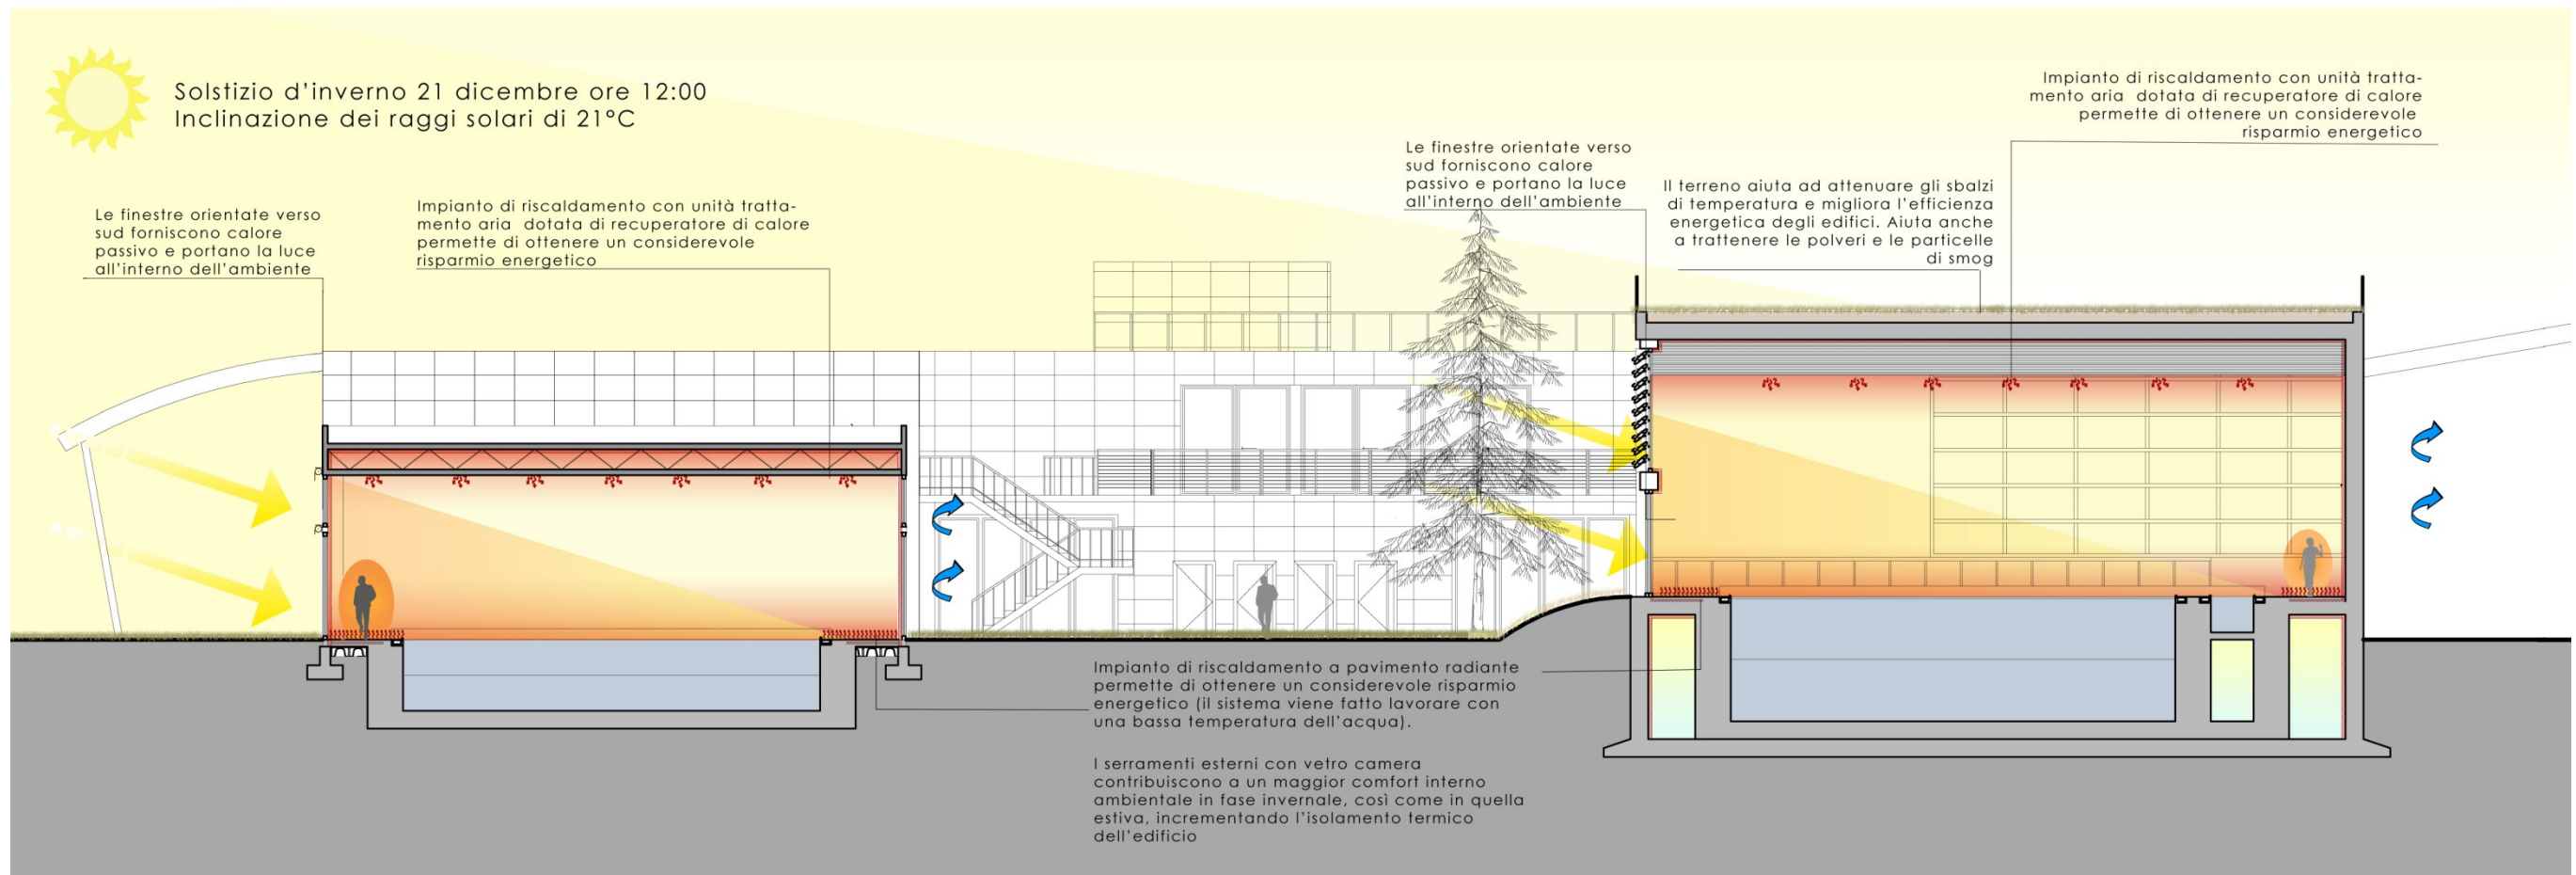 Solstizio d'inverno 21 dicembre ore 12:00
Inclinazione dei raggi solari di 21°C
Le finestre orientate verso
sud forniscono calore
passivo e portano la luce
all'interno dell'ambiente
Impianto di riscaldamento con unità tratta-
mento aria dotata di recuperatore di calore
permette di ottenere un considerevole
risparmio energetico
Le finestre orientate verso
sud forniscono calore
passivo e portano la luce
all'interno dell'ambiente
Il terreno aiuta ad attenuare gli sbalzi
di temperatura e migliora l'efficienza
energetica degli edifici. Aiuta anche
a trattenere le polveri e le particelle
di smog
Impianto di riscaldamento con unità tratta-
mento aria dotata di recuperatore di calore
permette di ottenere un considerevole
risparmio energetico
Impianto di riscaldamento a pavimento radiante
permette di ottenere un considerevole risparmio
energetico (il sistema viene fatto lavorare con
una bassa temperatura dell'acqua).
I serramenti esterni con vetro camera
contribuiscono a un maggior comfort interno
ambientale in fase invernale, così come in quella
estiva, incrementando l'isolamento termico
dell'edificio